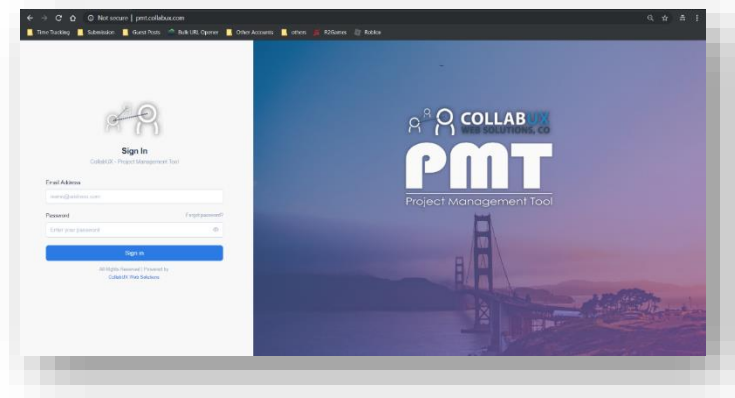 Not secure | pmt.collabux.com
Time Tracking Submission Guest Posts Bulk URL Opener Other Accounts others R2Games Roblox
Sign In
CollabUX - Project Management Tool
Email Address
name@address.com
Password Forgot password?
Enter your password
Sign in
All Rights Reserved | Powered by
CollabUX Web Solutions
COLLABUX
WEB SOLUTIONS, CO
PMT
Project Management Tool